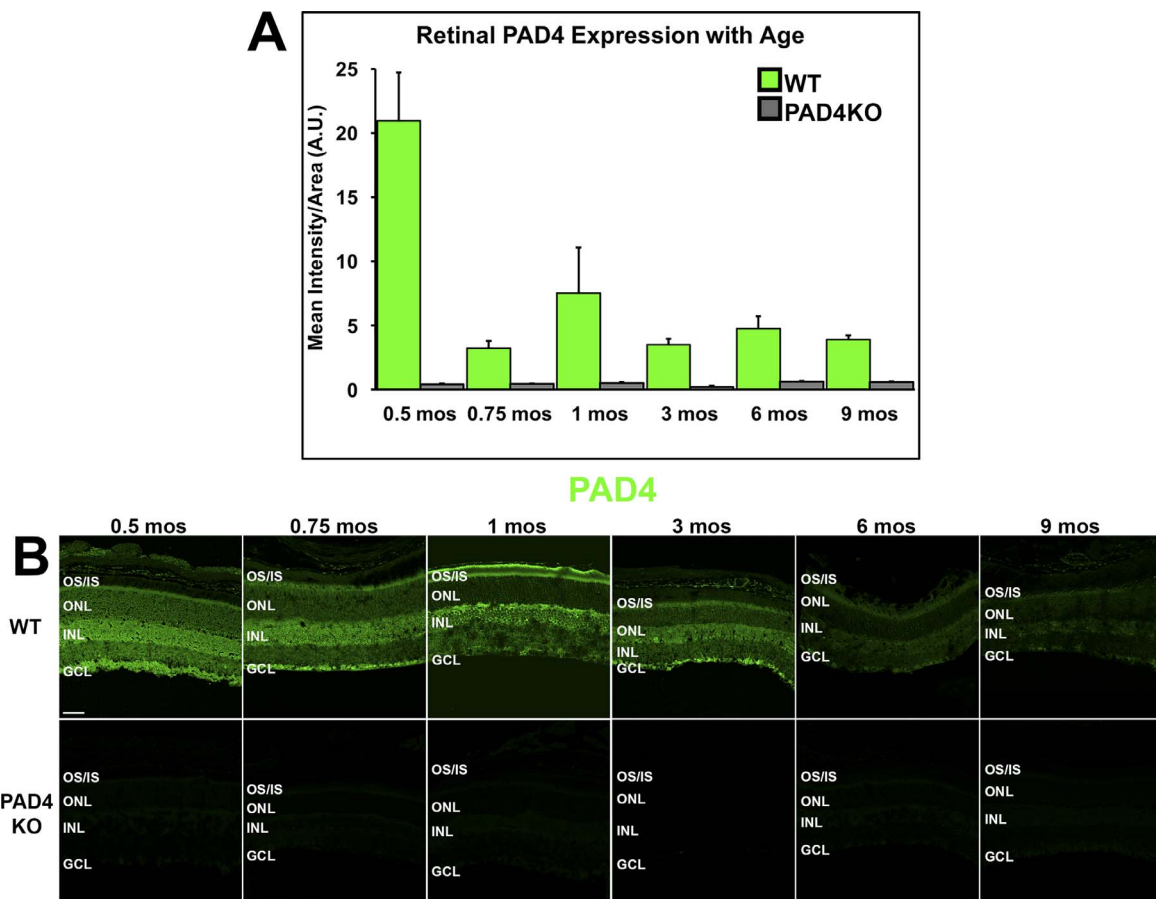 A
Retinal PAD4 Expression with Age
WT
PAD4KO
Mean Intensity/Area (A.U.)
25
20
15
10
5
0
0.5 mos 0.75 mos 1 mos 3 mos 6 mos 9 mos
PAD4
B
0.5 mos 0.75 mos 1 mos 3 mos 6 mos 9 mos
WT
OS/IS
ONL
INL
GCL
OS/IS
ONL
INL
GCL
OS/IS
ONL
INL
GCL
OS/IS
ONL
INL
GCL
OS/IS
ONL
INL
GCL
OS/IS
ONL
INL
GCL
PAD4
KO
OS/IS
ONL
INL
GCL
OS/IS
ONL
INL
GCL
OS/IS
ONL
INL
GCL
OS/IS
ONL
INL
GCL
OS/IS
ONL
INL
GCL
OS/IS
ONL
INL
GCL